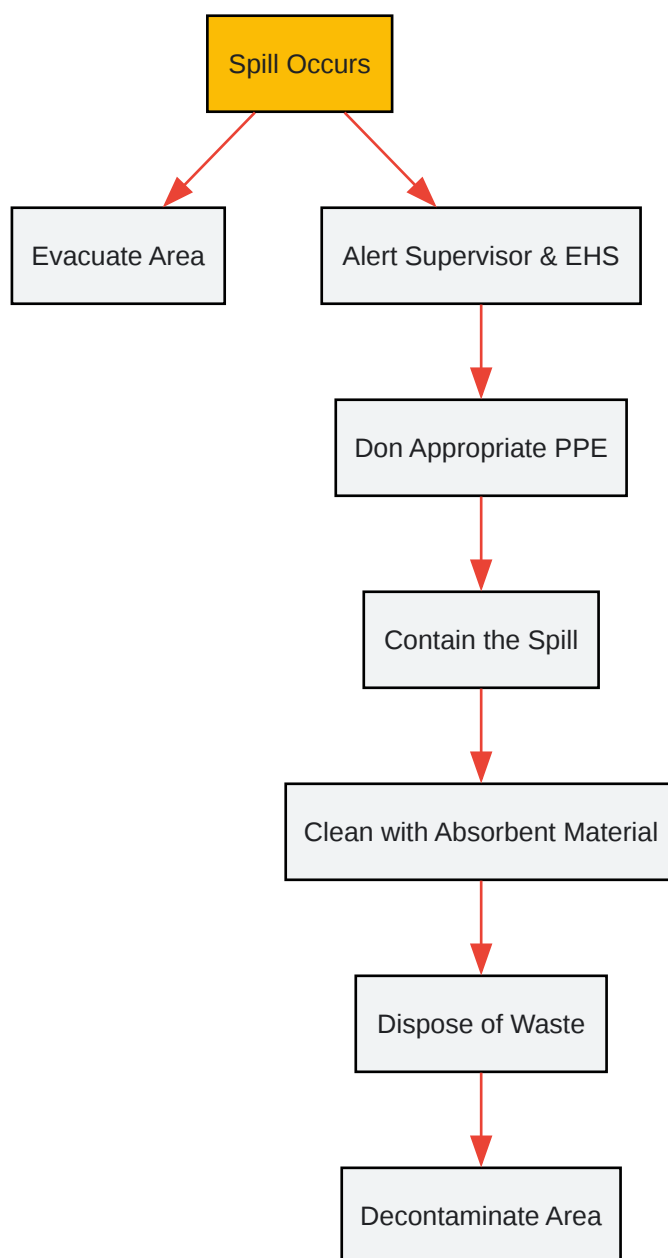 Spill Occurs
Evacuate Area
Alert Supervisor & EHS
Don Appropriate PPE
Contain the Spill
Clean with Absorbent Material
Dispose of Waste
Decontaminate Area